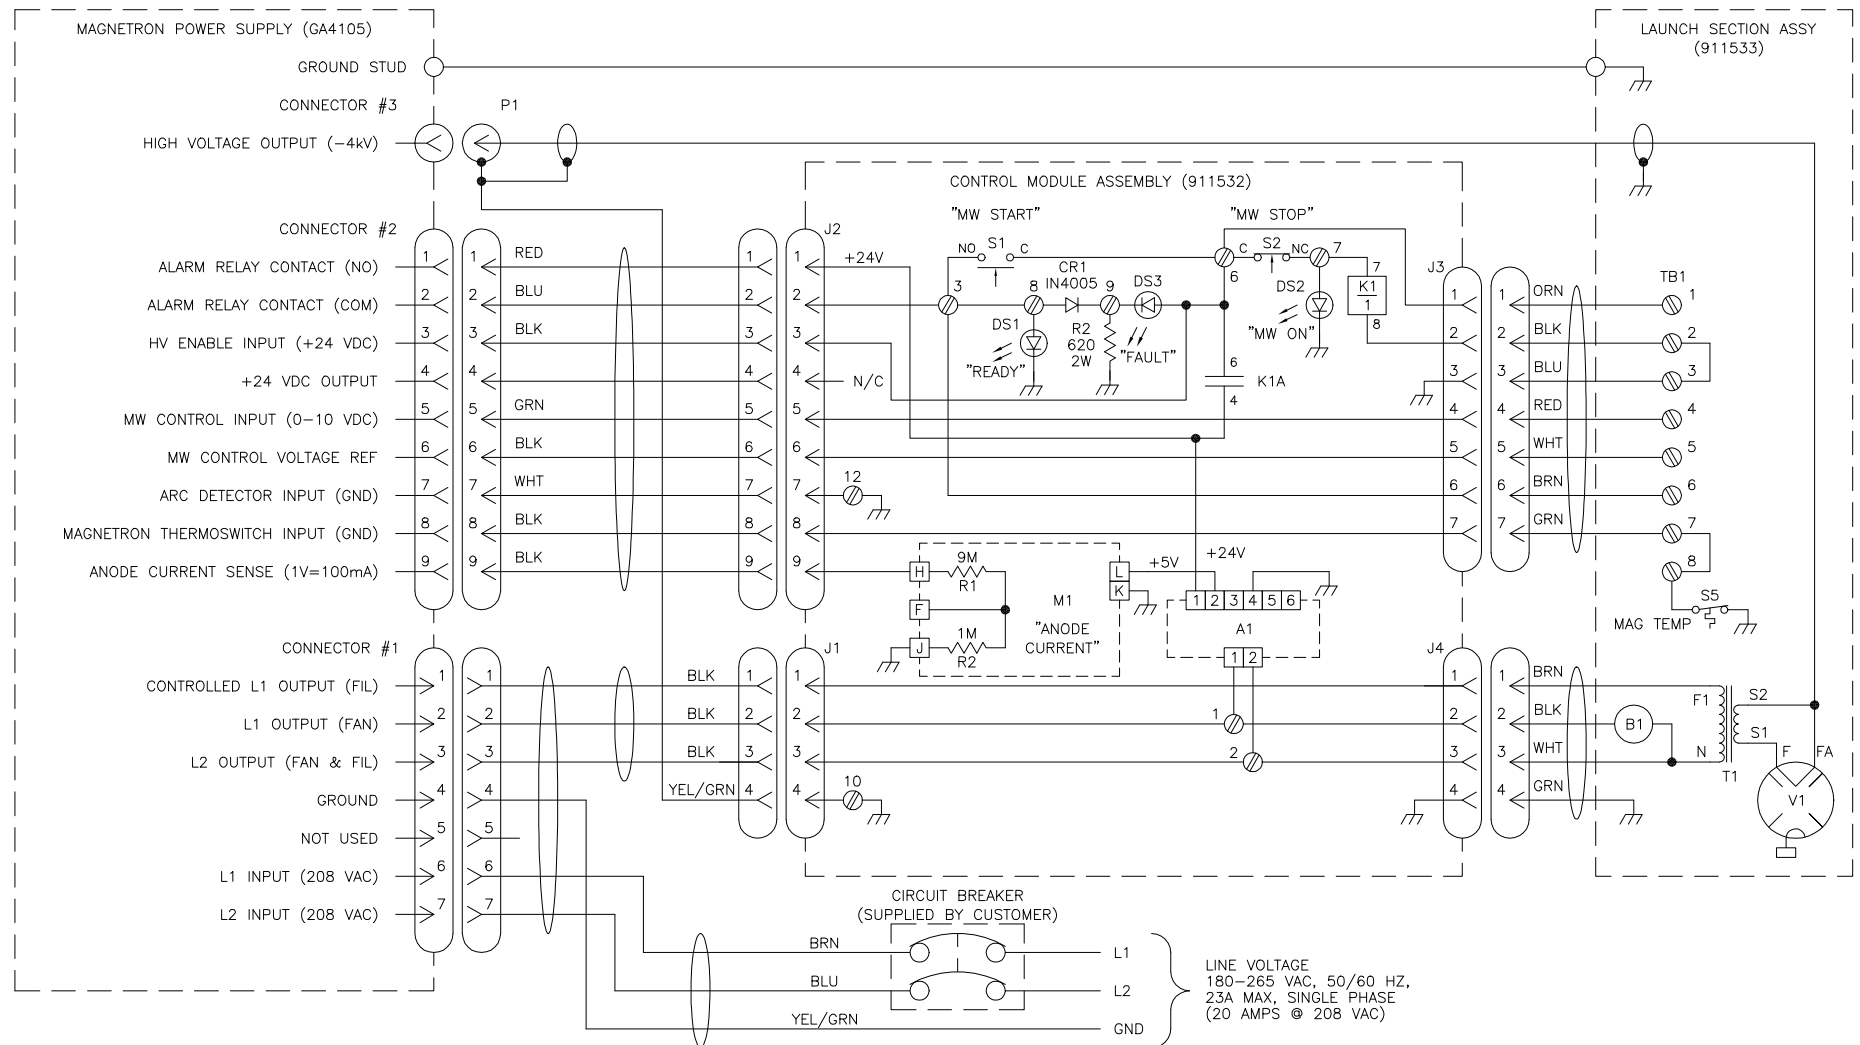 MAGNETRON POWER SUPPLY (GA4105)
LAUNCH SECTION ASSY
(911533)
GROUND STUD
CONNECTOR #3
P1
HIGH VOLTAGE OUTPUT (-4kV)
CONTROL MODULE ASSEMBLY (911532)
CONNECTOR #2
J2
"MW START"
"MW STOP"
ALARM RELAY CONTACT (NO)
1
1
RED
1
1
+24V
NO
S1
C
C
S2
NC
7
6
J3
TB1
ALARM RELAY CONTACT (COM)
2
2
BLU
2
2
3
8
CR1
IN4005
9
DS3
DS2
7
K1
1
8
1
1
ORN
1
HV ENABLE INPUT (+24 VDC)
3
3
BLK
3
3
DS1
"READY"
R2
620
2W
"FAULT"
"MW ON"
2
2
BLK
2
+24 VDC OUTPUT
4
4
4
4
N/C
6
K1A
4
3
3
BLU
3
MW CONTROL INPUT (0-10 VDC)
5
5
GRN
5
5
4
4
RED
4
MW CONTROL VOLTAGE REF
6
6
BLK
6
6
5
5
WHT
5
ARC DETECTOR INPUT (GND)
7
7
WHT
7
7
12
6
6
BRN
6
MAGNETRON THERMOSWITCH INPUT (GND)
8
8
BLK
8
8
7
7
GRN
7
ANODE CURRENT SENSE (1V=100mA)
9
9
BLK
9
9
H
9M
R1
L
K
+5V
+24V
8
F
M1
"ANODE
CURRENT"
1 2 3 4 5 6
A1
S5
MAG TEMP
J
1M
R2
1 2
CONNECTOR #1
J1
J4
CONTROLLED L1 OUTPUT (FIL)
1
1
BLK
1
1
1
1
BRN
F1
S2
L1 OUTPUT (FAN)
2
2
BLK
2
2
1
2
2
BLK
B1
S1
L2 OUTPUT (FAN & FIL)
3
3
BLK
3
3
2
3
3
WHT
N
T1
F
FA
GROUND
4
4
YEL/GRN
4
4
10
4
4
GRN
V1
NOT USED
5
5
L1 INPUT (208 VAC)
6
6
L2 INPUT (208 VAC)
7
7
CIRCUIT BREAKER
(SUPPLIED BY CUSTOMER)
BRN
L1
BLU
L2
YEL/GRN
GND
LINE VOLTAGE
180-265 VAC, 50/60 HZ,
23A MAX, SINGLE PHASE
(20 AMPS @ 208 VAC)